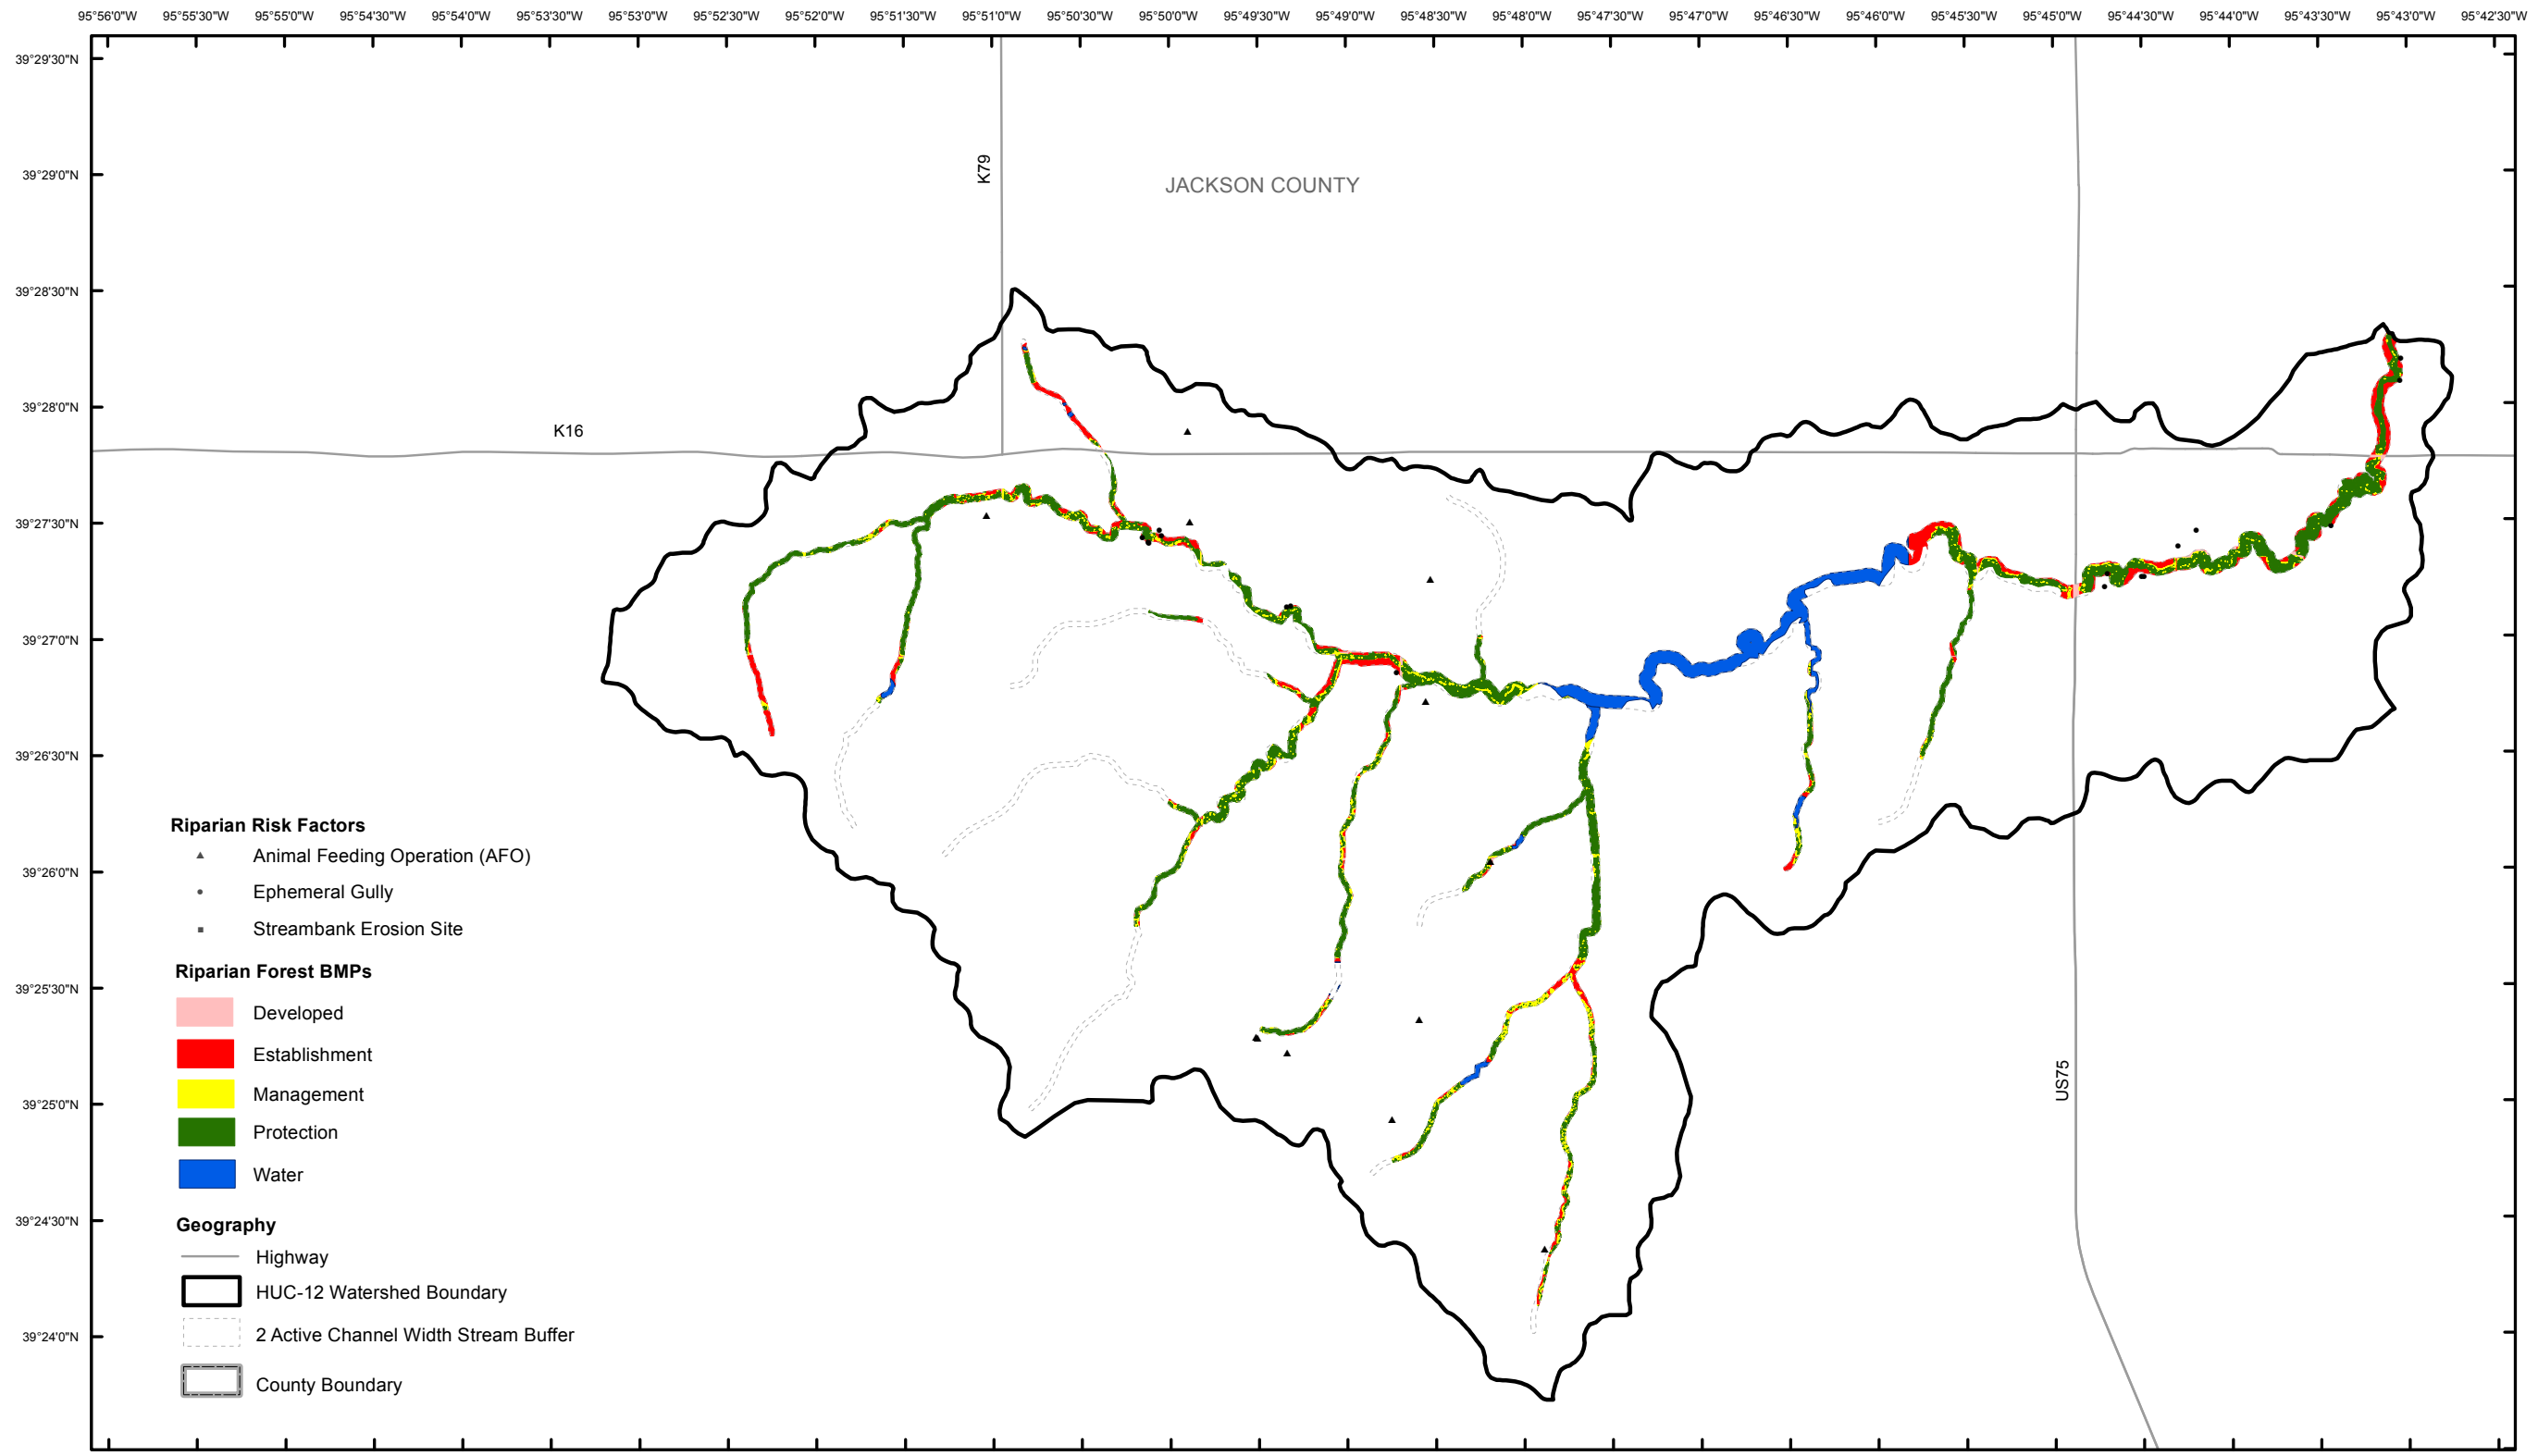 95°56'0"W 95°55'30"W 95°55'0"W 95°54'30"W 95°54'0"W 95°53'30"W 95°53'0"W 95°52'30"W 95°52'0"W 95°51'30"W 95°51'0"W 95°50'30"W 95°50'0"W 95°49'30"W 95°49'0"W 95°48'30"W 95°48'0"W 95°47'30"W 95°47'0"W 95°46'30"W 95°46'0"W 95°45'30"W 95°45'0"W 95°44'30"W 95°44'0"W 95°43'30"W 95°43'0"W 95°42'30"W
39°29'30"N
39°29'0"N
K79
JACKSON COUNTY
39°28'30"N
39°28'0"N
K16
39°27'30"N
39°27'0"N
39°26'30"N
39°26'0"N
39°25'30"N
39°25'0"N
39°24'30"N
39°24'0"N
US75
Riparian Risk Factors
Animal Feeding Operation (AFO)
Ephemeral Gully
Streambank Erosion Site
Riparian Forest BMPs
Developed
Establishment
Management
Protection
Water
Geography
Highway
HUC-12 Watershed Boundary
2 Active Channel Width Stream Buffer
County Boundary